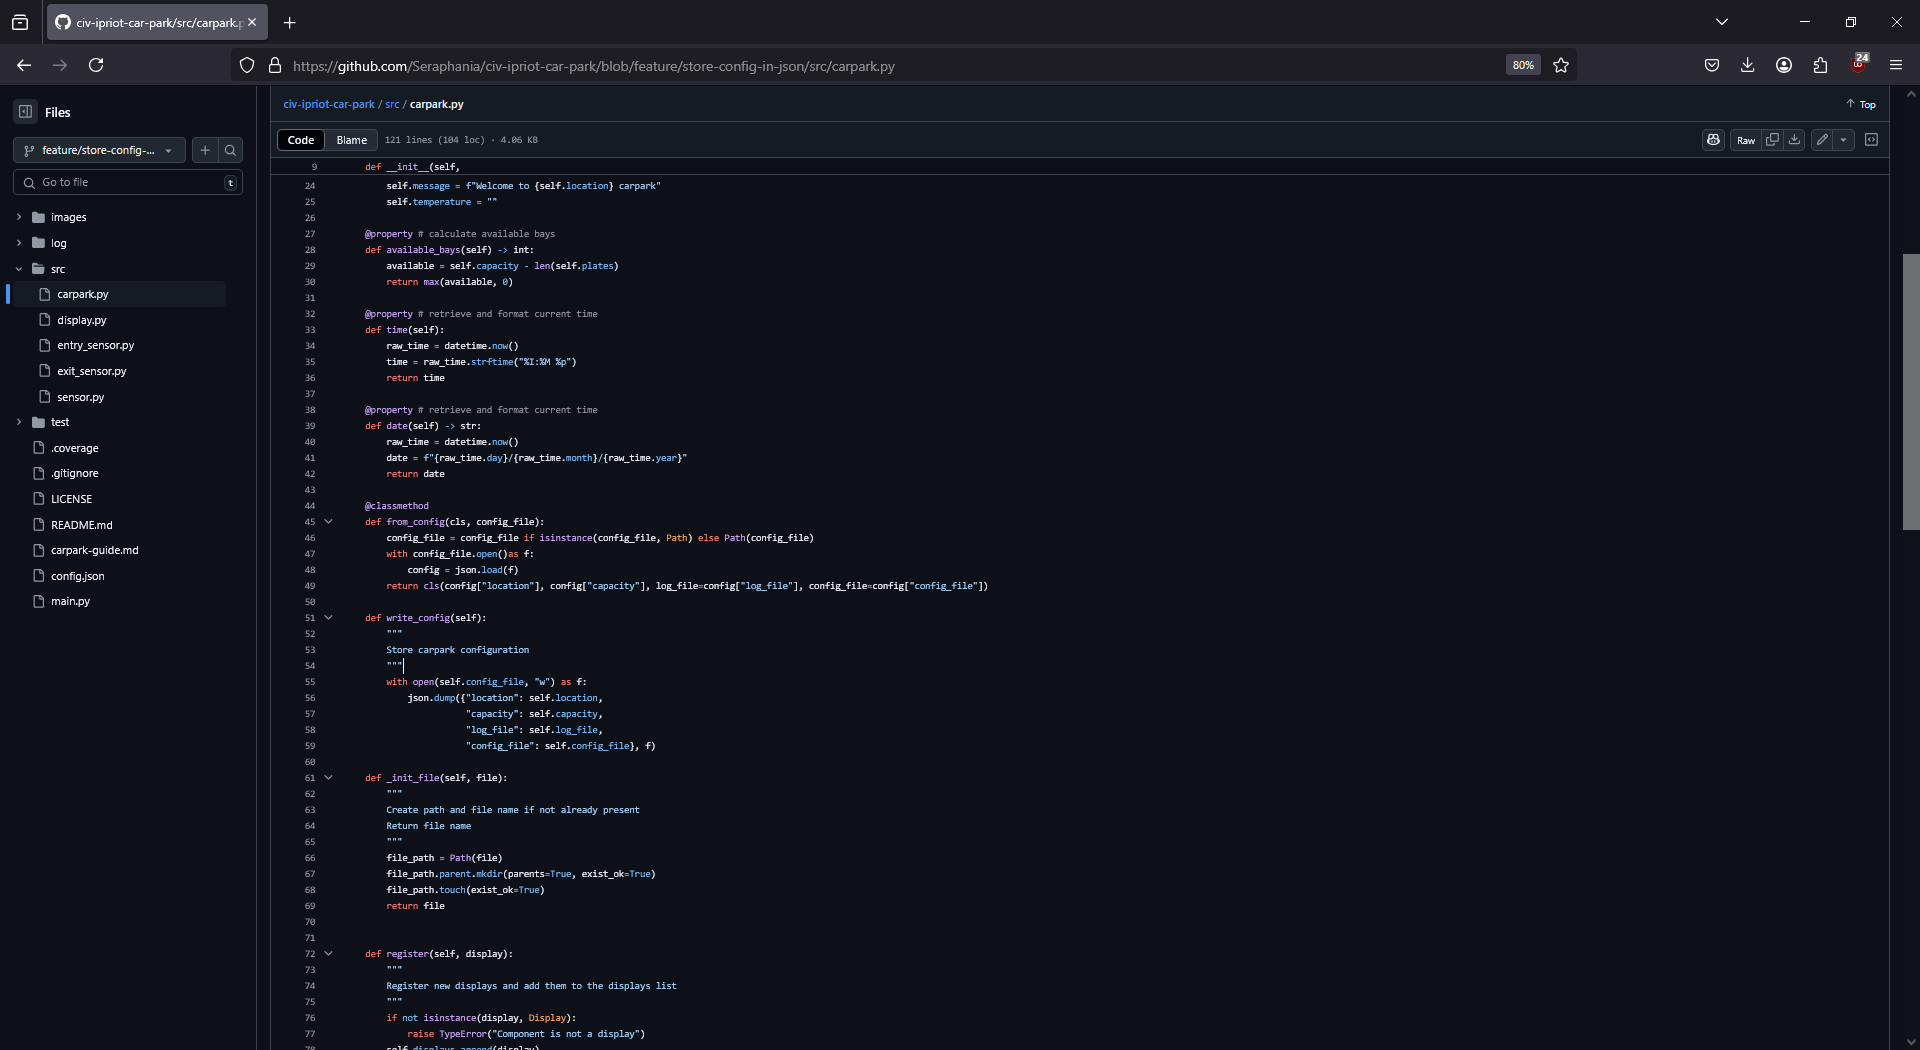 civ-ipriot-car-park/src/carpark.p
https://github.com/Seraphania/civ-ipriot-car-park/blob/feature/store-config-in-json/src/carpark.py
80%
24
Files
feature/store-config-...
Go to file
t
images
log
src
carpark.py
display.py
entry_sensor.py
exit_sensor.py
sensor.py
test
.coverage
.gitignore
LICENSE
README.md
carpark-guide.md
config.json
main.py
civ-ipriot-car-park / src / carpark.py
Top
Code Blame 121 lines (104 loc) · 4.06 KB
Raw
9 def __init__(self,
24 self.message = f"Welcome to {self.location} carpark"
25 self.temperature = ""
26
27 @property # calculate available bays
28 def available_bays(self) -> int:
29 available = self.capacity - len(self.plates)
30 return max(available, 0)
31
32 @property # retrieve and format current time
33 def time(self):
34 raw_time = datetime.now()
35 time = raw_time.strftime("%I:%M %p")
36 return time
37
38 @property # retrieve and format current time
39 def date(self) -> str:
40 raw_time = datetime.now()
41 date = f"{raw_time.day}/{raw_time.month}/{raw_time.year}"
42 return date
43
44 @classmethod
45 def from_config(cls, config_file):
46 config_file = config_file if isinstance(config_file, Path) else Path(config_file)
47 with config_file.open()as f:
48 config = json.load(f)
49 return cls(config["location"], config["capacity"], log_file=config["log_file"], config_file=config["config_file"])
50
51 def write_config(self):
52 """
53 Store carpark configuration
54 """
55 with open(self.config_file, "w") as f:
56 json.dump({"location": self.location,
57 "capacity": self.capacity,
58 "log_file": self.log_file,
59 "config_file": self.config_file}, f)
60
61 def _init_file(self, file):
62 """
63 Create path and file name if not already present
64 Return file name
65 """
66 file_path = Path(file)
67 file_path.parent.mkdir(parents=True, exist_ok=True)
68 file_path.touch(exist_ok=True)
69 return file
70
71
72 def register(self, display):
73 """
74 Register new displays and add them to the displays list
75 """
76 if not isinstance(display, Display):
77 raise TypeError("Component is not a display")
78 self.displays.append(display)